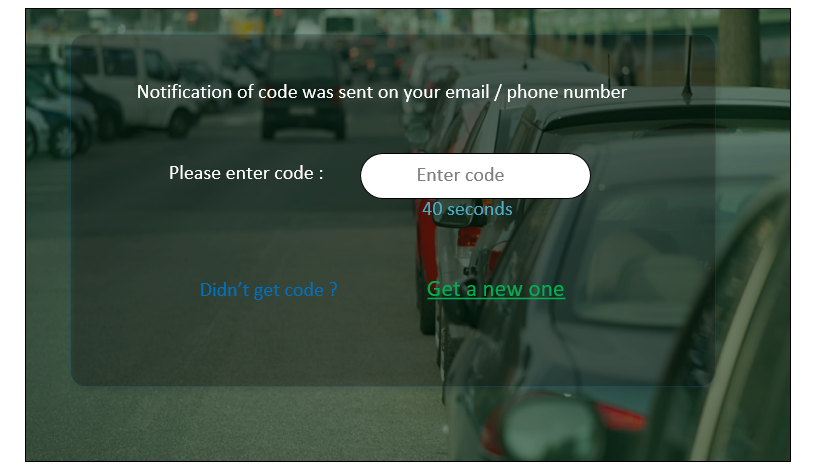 Notification of code was sent on your email / phone number
Please enter code :
Enter code
40 seconds
Didn’t get code ?
Get a new one